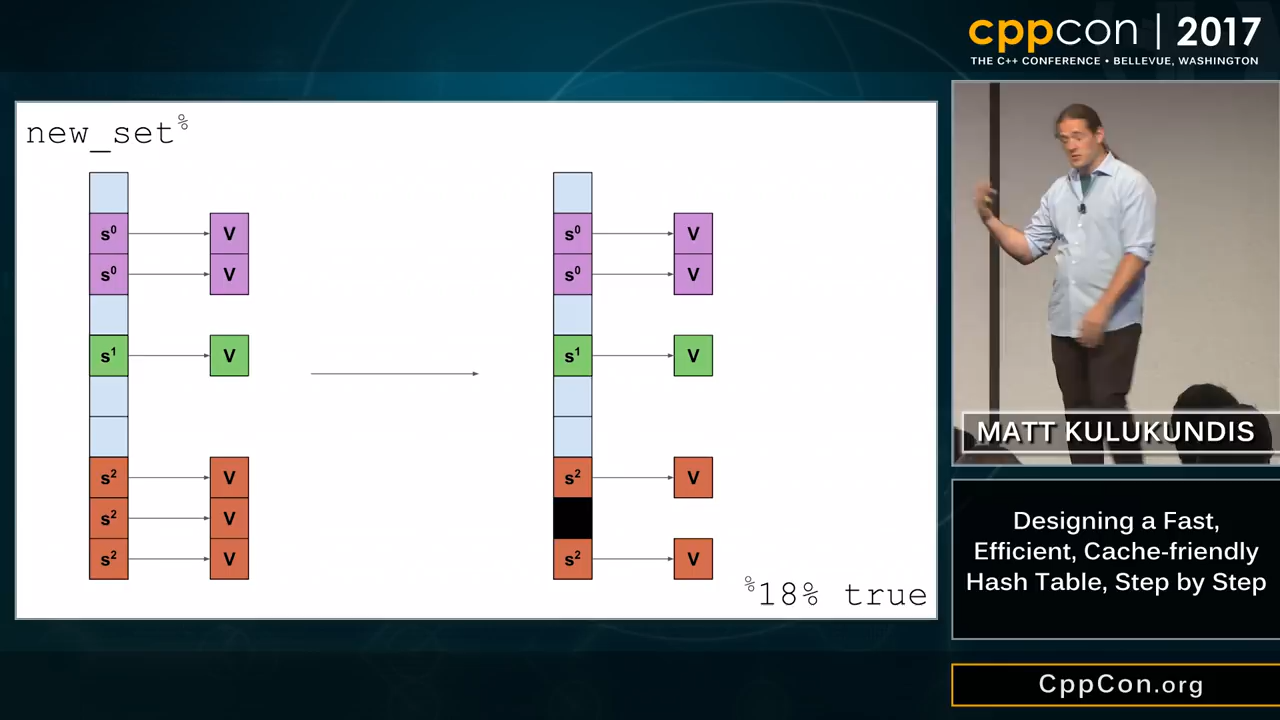 cppcon | 2017
THE C++ CONFERENCE • BELLEVUE, WASHINGTON
new_set%
s⁰ V
s⁰ V
s¹ V
s² V
s² V
s² V
s⁰ V
s⁰ V
s¹ V
s² V
s² V
%18% true
MATT KULUKUNDIS
Designing a Fast,
Efficient, Cache-friendly
Hash Table, Step by Step
CppCon.org